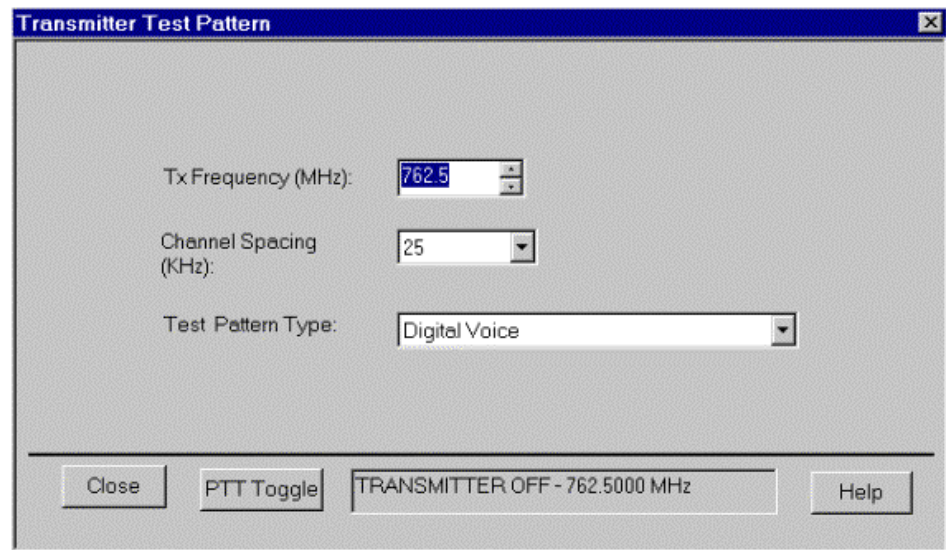 Transmitter Test Pattern
Tx Frequency (MHz):
762.5
Channel Spacing
(KHz):
25
Test Pattern Type:
Digital Voice
Close
PTT Toggle
TRANSMITTER OFF - 762.5000 MHz
Help